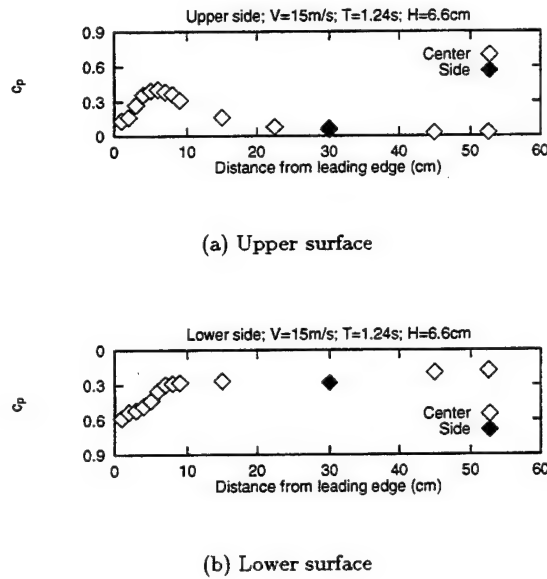 Upper side; V=15m/s; T=1.24s; H=6.6cm
0.9
0.6
0.3
0
c_p
Center
Side
0 10 20 30 40 50 60
Distance from leading edge (cm)
(a) Upper surface
Lower side; V=15m/s; T=1.24s; H=6.6cm
0
0.3
0.6
0.9
c_p
Center
Side
0 10 20 30 40 50 60
Distance from leading edge (cm)
(b) Lower surface